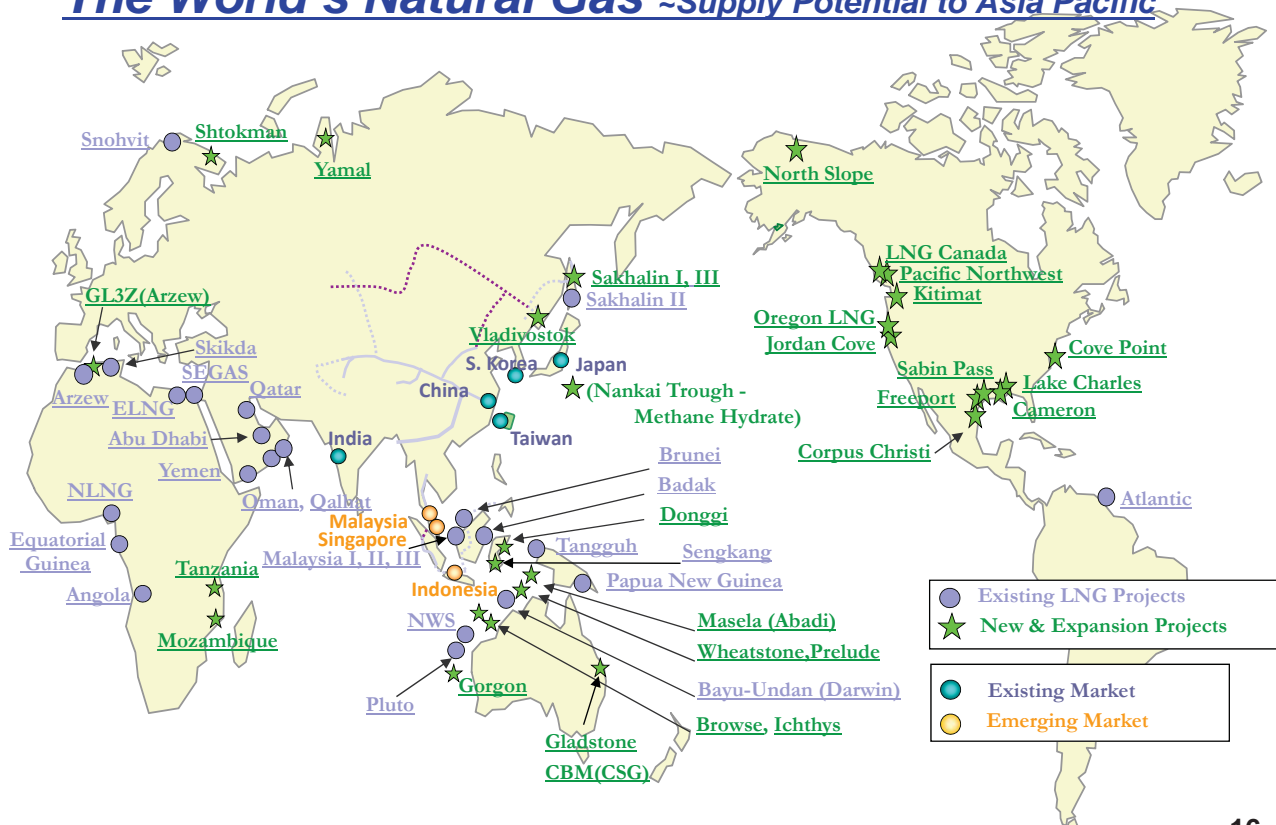 The World's Natural Gas ~Supply Potential to Asia Pacific
Snohvit
Shtokman
Yamal
North Slope
LNG Canada
Pacific Northwest
Kitimat
Sakhalin I, III
Sakhalin II
GL3Z(Arzew)
Oregon LNG
Jordan Cove
Vladivostok
Cove Point
Skikda
S. Korea
Japan
SEGAS
Sabin Pass
Lake Charles
Arzew
ELNG
Qatar
China
(Nankai Trough -
Methane Hydrate)
Freeport
Cameron
Abu Dhabi
India
Taiwan
Corpus Christi
Yemen
Brunei
NLNG
Oman, Qalhat
Badak
Atlantic
Malaysia
Singapore
Donggi
Equatorial
Guinea
Malaysia I, II, III
Tangguh
Sengkang
Tanzania
Indonesia
Papua New Guinea
Angola
Existing LNG Projects
NWS
Masela (Abadi)
New & Expansion Projects
Mozambique
Wheatstone,Prelude
Gorgon
Bayu-Undan (Darwin)
Existing Market
Pluto
Browse, Ichthys
Emerging Market
Gladstone
CBM(CSG)